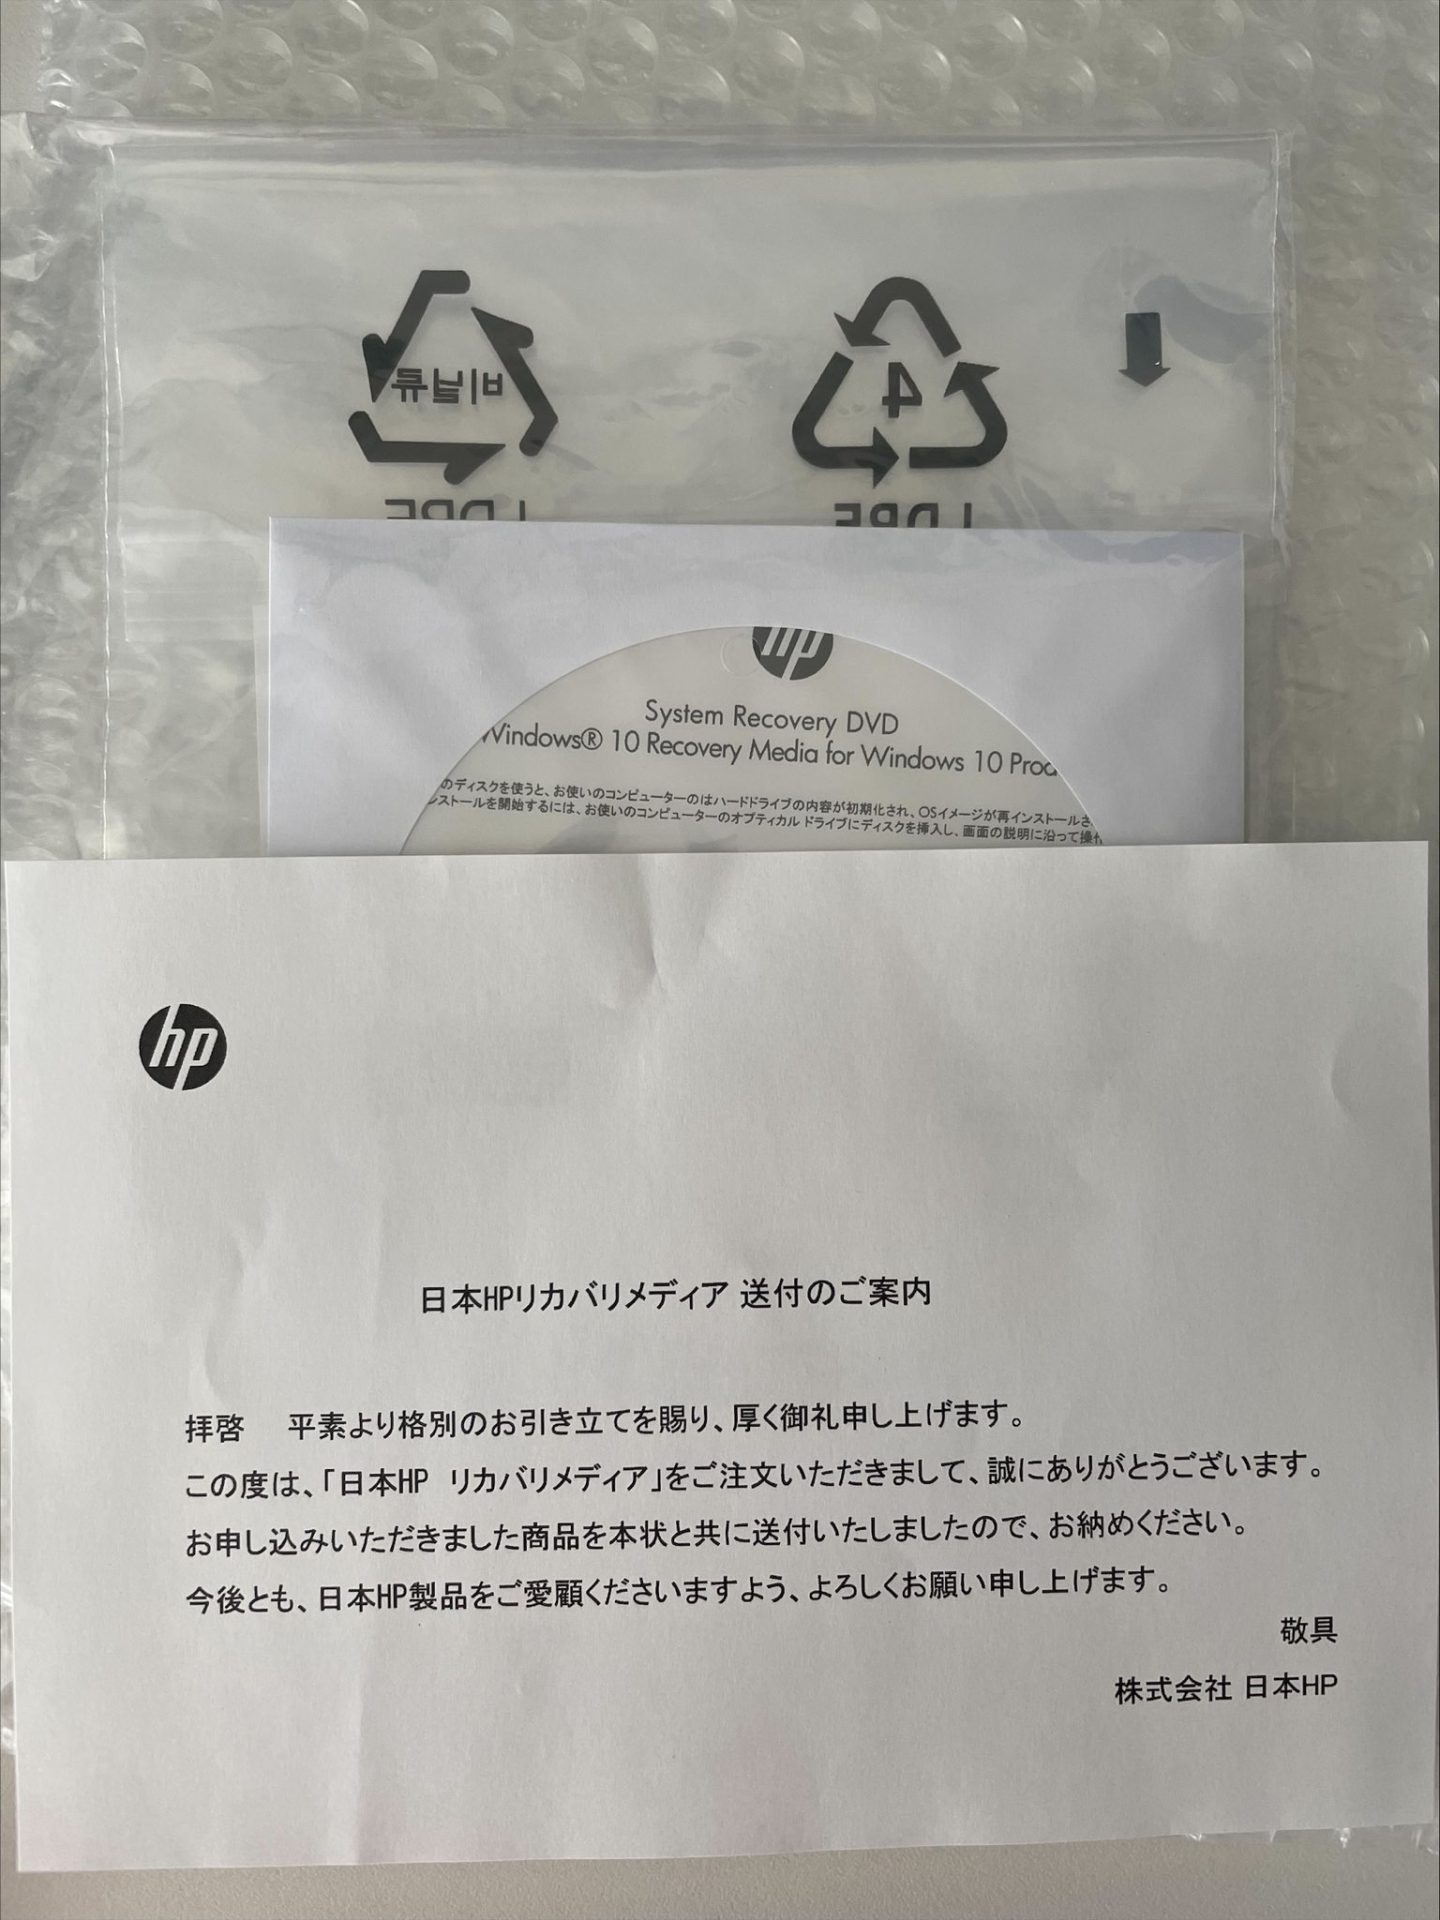 비닐류
4
LDPE
LDPE
hp
System Recovery DVD
Windows® 10 Recovery Media for Windows 10
のディスクを使うと、お使いのコンピューターのはハードドライブの内容が初期化され、OSイメージが再インストールさ
ストールを開始するには、お使いのコンピューターのオプティカル ドライブにディスクを挿入し、画面の説明に沿って操作
hp
日本HPリカバリメディア 送付のご案内
拝啓　平素より格別のお引き立てを賜り、厚く御礼申し上げます。
この度は、「日本HP　リカバリメディア」をご注文いただきまして、誠にありがとうございます。
お申し込みいただきました商品を本状と共に送付いたしましたので、お納めください。
今後とも、日本HP製品をご愛顧くださいますよう、よろしくお願い申し上げます。
敬具
株式会社 日本HP